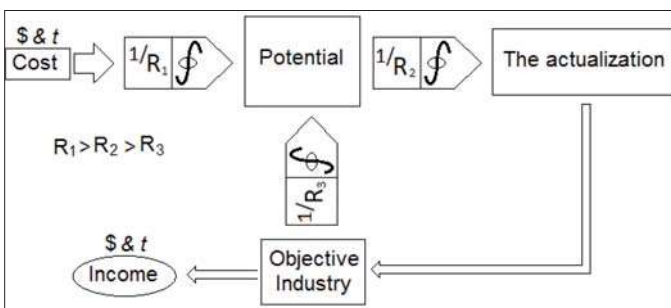 $ & t
Cost
1/R₁ ∮
Potential
1/R₂ ∮
The actualization
R₁>R₂ >R₃
1/R₃ ∮
$ & t
Income
Objective
Industry